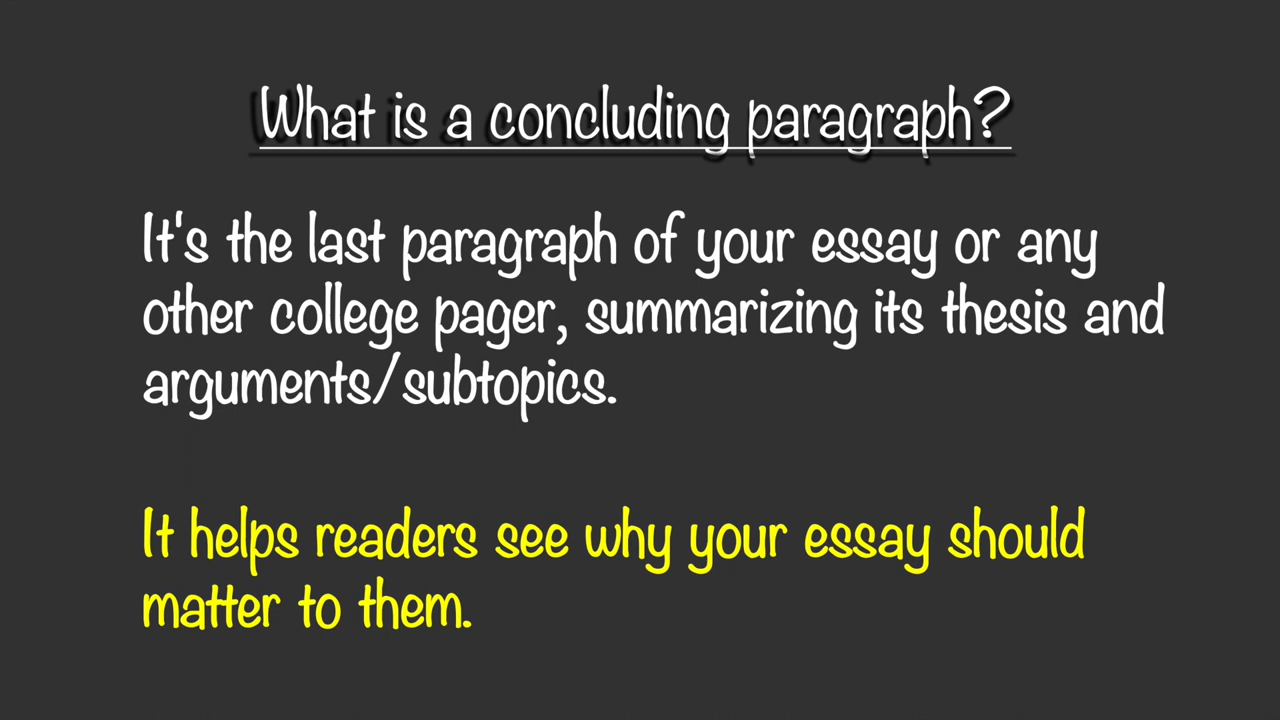 What is a concluding paragraph?
It's the last paragraph of your essay or any
other college pager, summarizing its thesis and
arguments/subtopics.
It helps readers see why your essay should
matter to them.